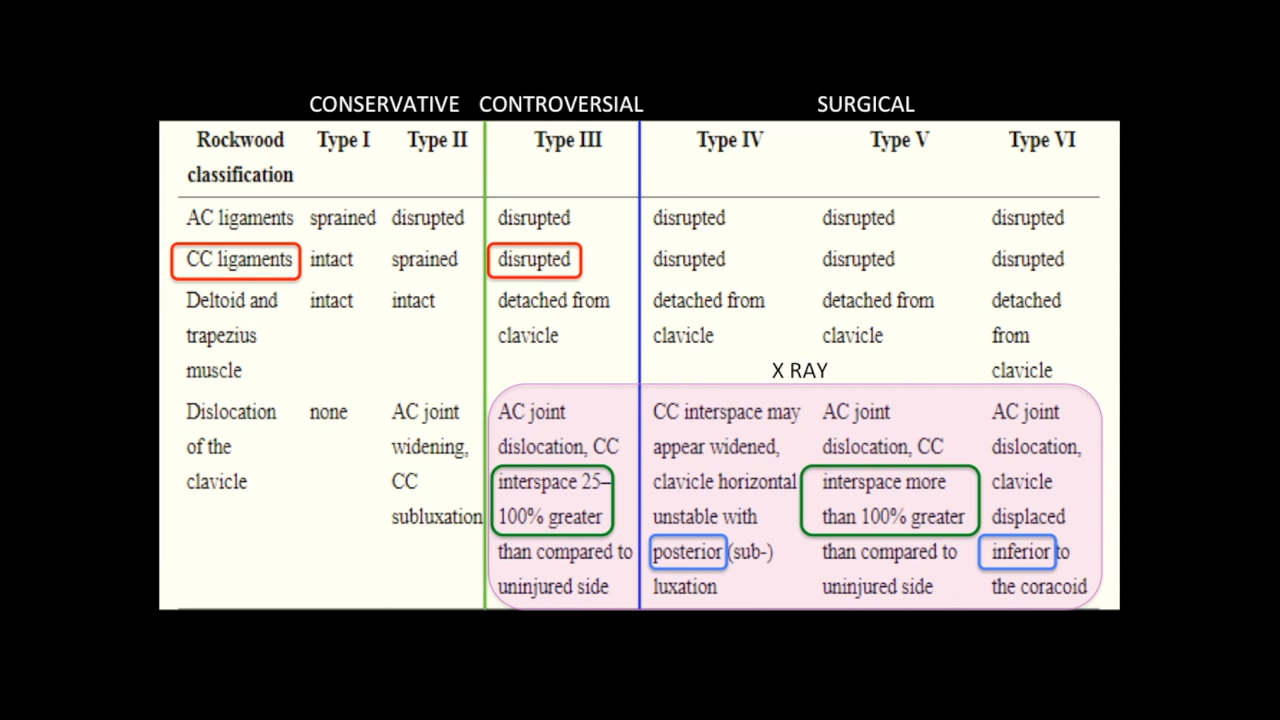 CONSERVATIVE CONTROVERSIAL SURGICAL
Rockwood Type I Type II Type III Type IV Type V Type VI
classification
AC ligaments sprained disrupted disrupted disrupted disrupted disrupted
CC ligaments intact sprained disrupted disrupted disrupted disrupted
Deltoid and intact intact detached from detached from detached from detached
trapezius clavicle clavicle clavicle from
muscle X RAY clavicle
Dislocation none AC joint AC joint CC interspace may AC joint AC joint
of the widening, dislocation, CC appear widened, dislocation, CC dislocation,
clavicle CC interspace 25– clavicle horizontal interspace more clavicle
subluxation 100% greater unstable with than 100% greater displaced
than compared to posterior (sub-) than compared to inferior to
uninjured side luxation uninjured side the coracoid